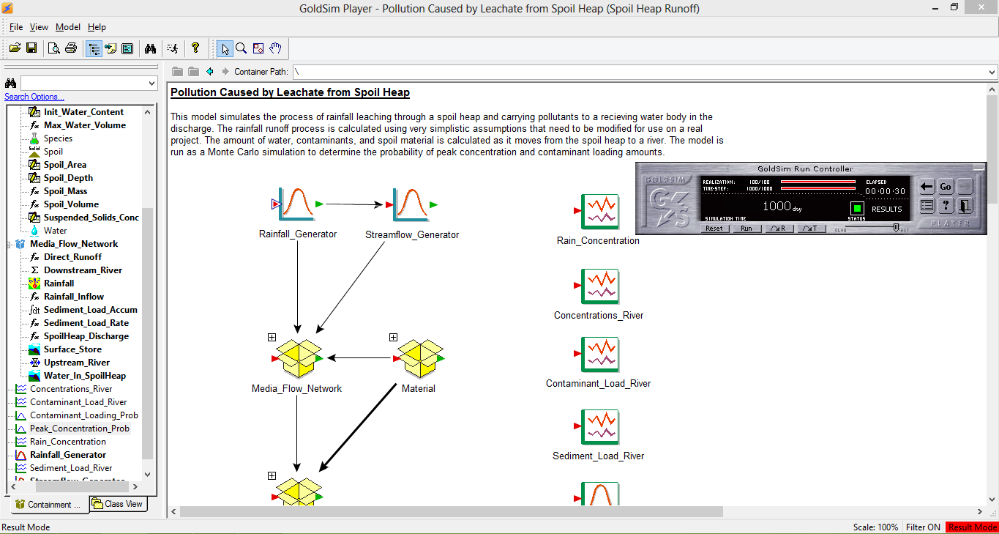 GoldSim Player - Pollution Caused by Leachate from Spoil Heap (Spoil Heap Runoff)
File View Model Help
Container Path: \
Search Options...
Init_Water_Content
Max_Water_Volume
Species
Solid
Spoil
Spoil_Area
Spoil_Depth
Spoil_Mass
Spoil_Volume
Suspended_Solids_Conc
Water
Media_Flow_Network
Direct_Runoff
Downstream_River
Rainfall
Rainfall_Inflow
Sediment_Load_Accum
Sediment_Load_Rate
SpoilHeap_Discharge
Surface_Store
Upstream_River
Water_In_SpoilHeap
Concentrations_River
Contaminant_Load_River
Contaminant_Loading_Prob
Peak_Concentration_Prob
Rain_Concentration
Rainfall_Generator
Sediment_Load_River
Streamflow_Generator
Containment ...
Class View
Pollution Caused by Leachate from Spoil Heap
This model simulates the process of rainfall leaching through a spoil heap and carrying pollutants to a recieving water body in the
discharge. The rainfall runoff process is calculated using very simplistic assumptions that need to be modified for use on a real
project. The amount of water, contaminants, and spoil material is calculated as it moves from the spoil heap to a river. The model is
run as a Monte Carlo simulation to determine the probability of peak concentration and contaminant loading amounts.
Rainfall_Generator
Streamflow_Generator
Media_Flow_Network
Material
Rain_Concentration
Concentrations_River
Contaminant_Load_River
Sediment_Load_River
GoldSim Run Controller
GOLDSIM
REALIZATION: 100/100
TIME-STEP: 1000/1000
ELAPSED
00:00:30
1000 day
RESULTS
SIMULATION TIME
STATUS
Reset Run R T
SLOW
Go
?
PLAYER
Result Mode
Scale: 100% Filter ON Result Mode